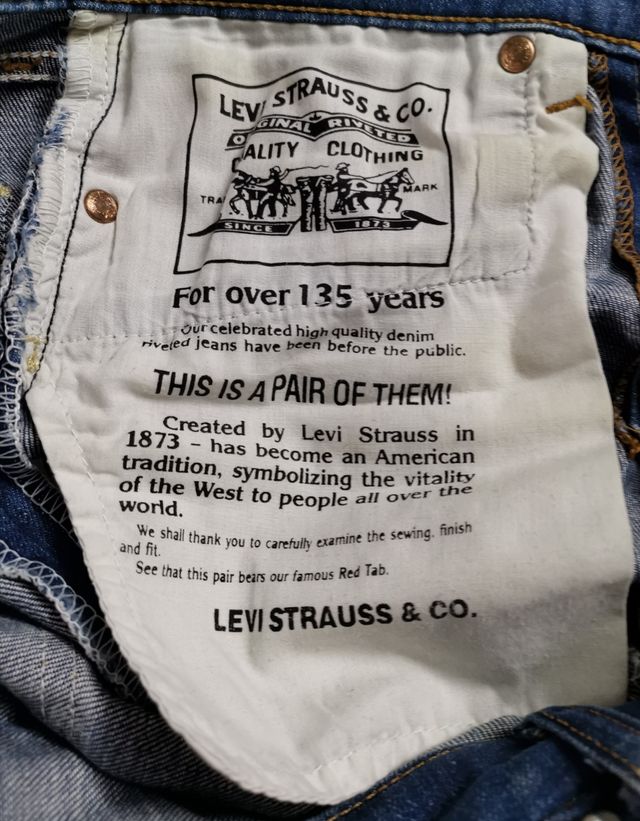 LEVI STRAUSS & CO.
ORIGINAL RIVETED
QUALITY CLOTHING
TRA MARK
SINCE 1873
For over 135 years
Our celebrated high quality denim
riveted jeans have been before the public.
THIS IS A PAIR OF THEM!
Created by Levi Strauss in
1873 – has become an American
tradition, symbolizing the vitality
of the West to people all over the
world.
We shall thank you to carefully examine the sewing. finish
and fit.
See that this pair bears our famous Red Tab.
LEVI STRAUSS & CO.